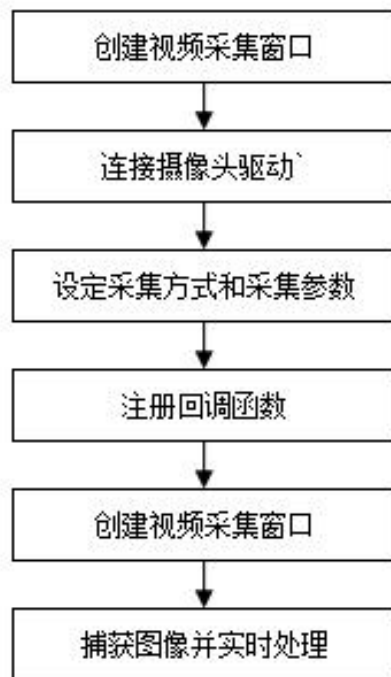 创建视频采集窗口
连接摄像头驱动`
设定采集方式和采集参数
注册回调函数
创建视频采集窗口
捕获图像并实时处理